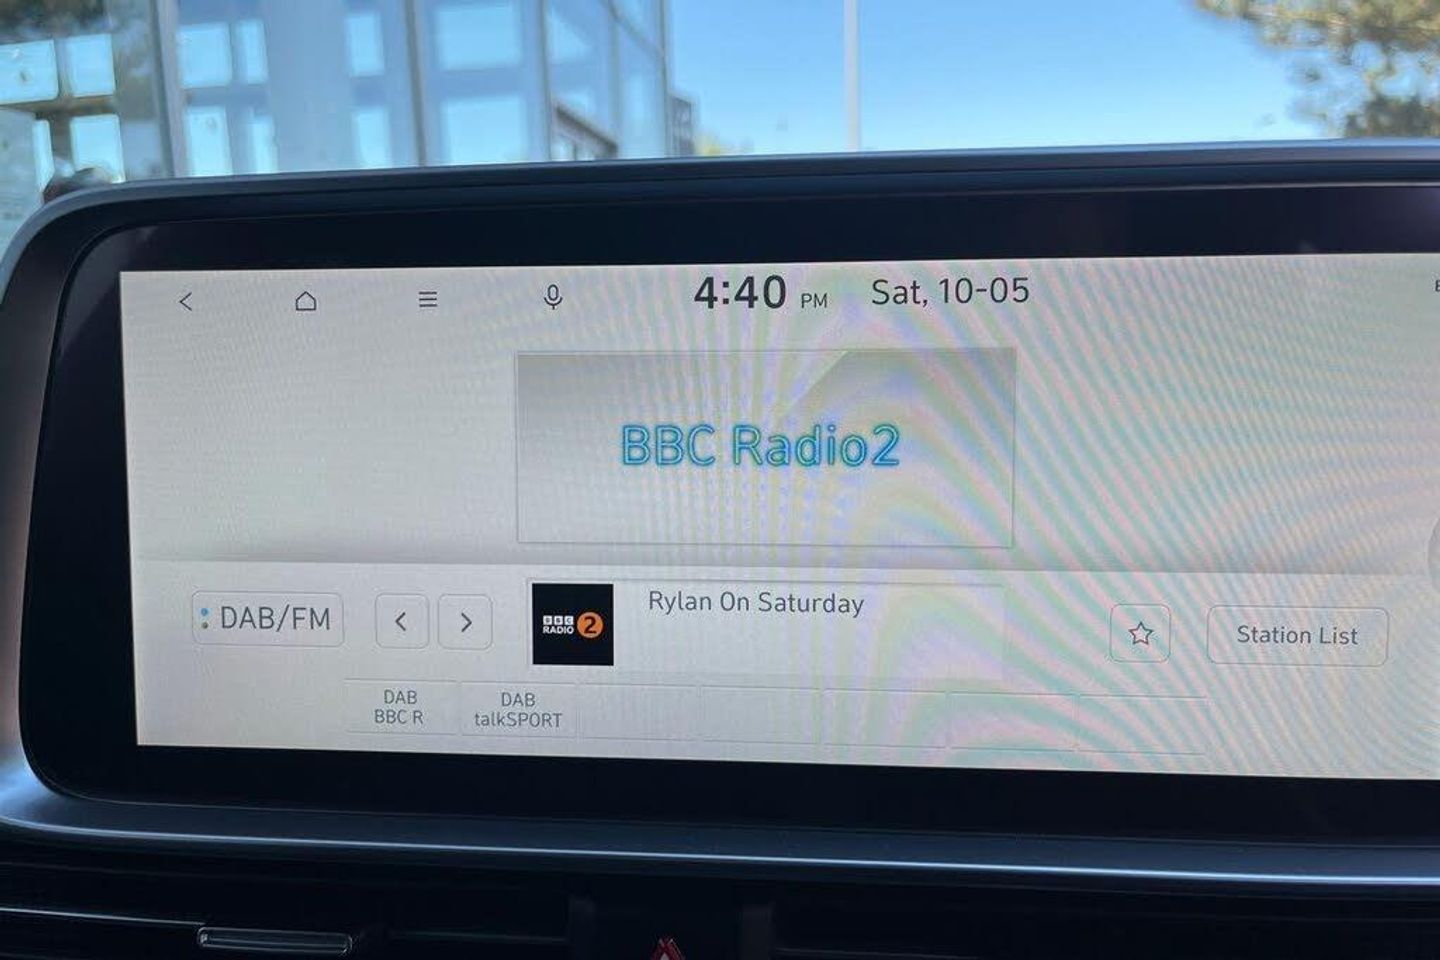 4:40 PM Sat, 10-05
BBC Radio2
DAB/FM
BBC
RADIO 2
Rylan On Saturday
Station List
DAB
BBC R
DAB
talkSPORT